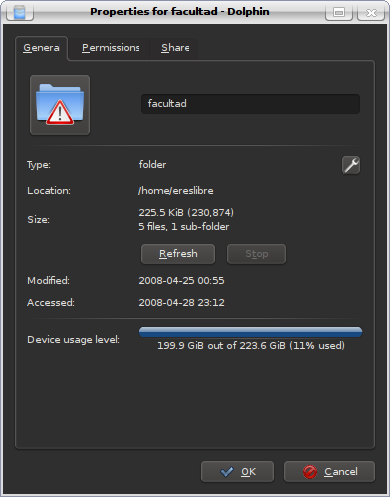 Properties for facultad - Dolphin
Genera Permissions Share
facultad
Type: folder
Location: /home/ereslibre
Size: 225.5 KiB (230,874)
5 files, 1 sub-folder
Refresh Stop
Modified: 2008-04-25 00:55
Accessed: 2008-04-28 23:12
Device usage level:
199.9 GiB out of 223.6 GiB (11% used)
OK Cancel